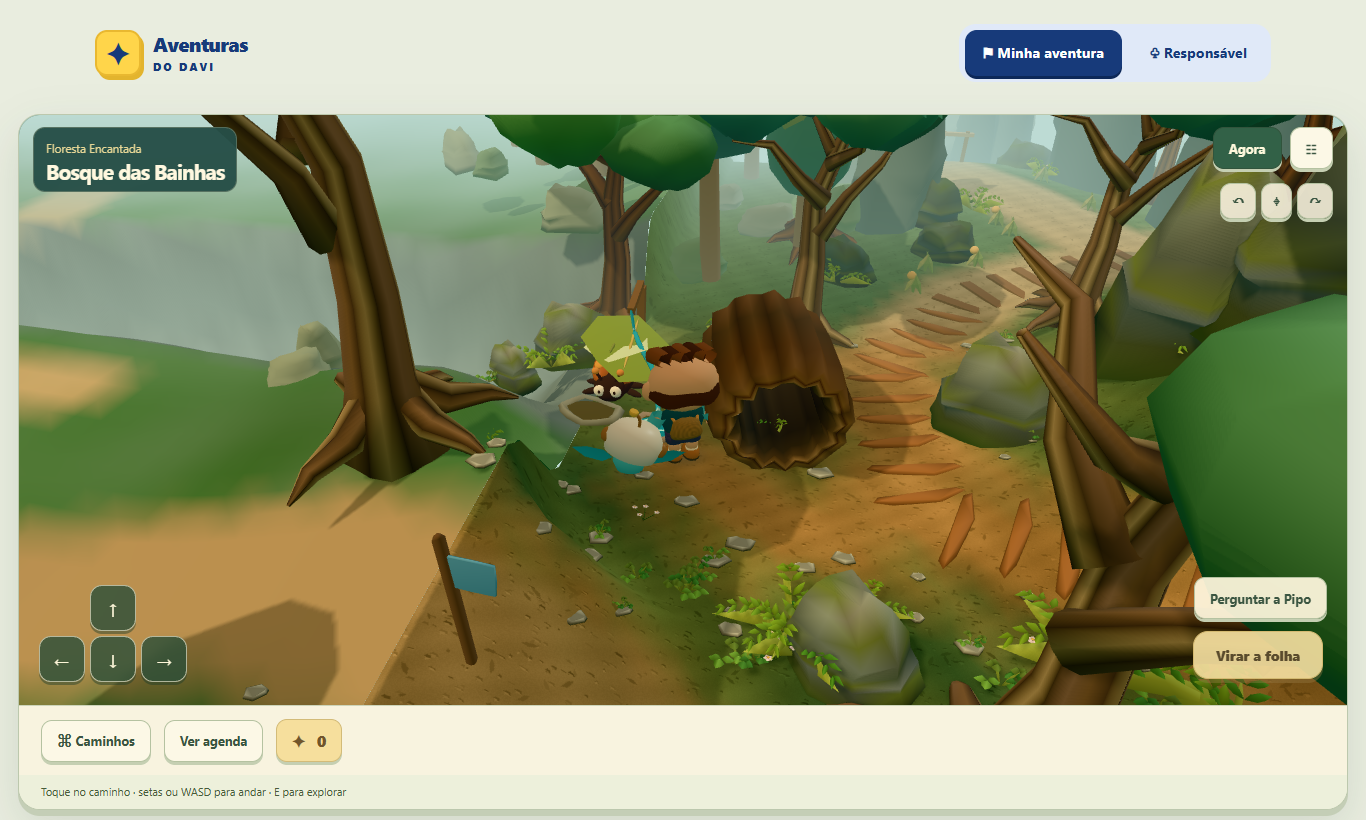 Aventuras
DO DAVI
Minha aventura
Responsável
Floresta Encantada
Bosque das Bainhas
Agora
Perguntar a Pipo
Virar a folha
Caminhos
Ver agenda
0
Toque no caminho · setas ou WASD para andar · E para explorar